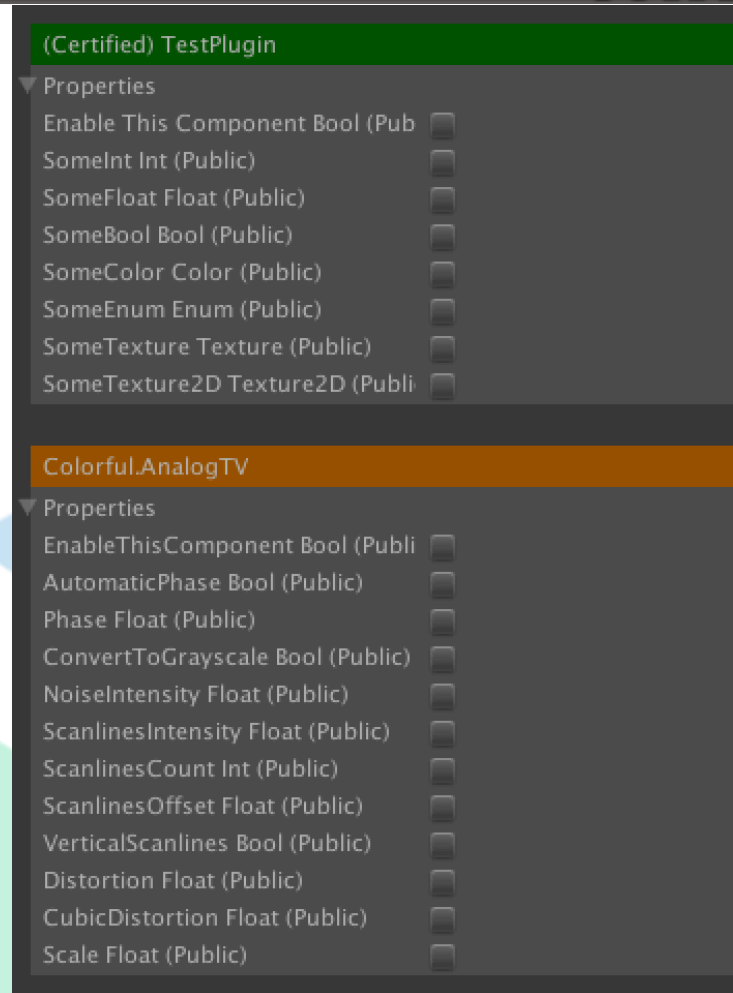 (Certified) TestPlugin
Properties
Enable This Component Bool (Pub
SomeInt Int (Public)
SomeFloat Float (Public)
SomeBool Bool (Public)
SomeColor Color (Public)
SomeEnum Enum (Public)
SomeTexture Texture (Public)
SomeTexture2D Texture2D (Publi
Colorful.AnalogTV
Properties
EnableThisComponent Bool (Publi
AutomaticPhase Bool (Public)
Phase Float (Public)
ConvertToGrayscale Bool (Public)
NoiseIntensity Float (Public)
ScanlinesIntensity Float (Public)
ScanlinesCount Int (Public)
ScanlinesOffset Float (Public)
VerticalScanlines Bool (Public)
Distortion Float (Public)
CubicDistortion Float (Public)
Scale Float (Public)